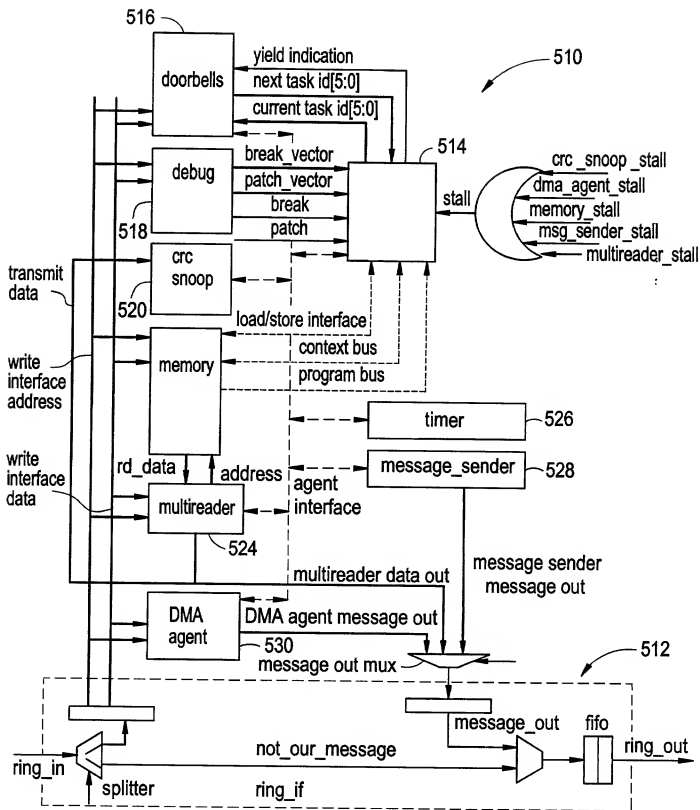 516
doorbells
yield indication
next task id[5:0]
current task id[5:0]
510
514
debug
518
break_vector
patch_vector
break
patch
stall
crc_snoop_stall
dma_agent_stall
memory_stall
msg_sender_stall
multireader_stall
transmit
data
crc
snoop
520
load/store interface
context bus
program bus
memory
write
interface
address
timer
526
rd_data
address
message_sender
528
write
interface
data
multireader
524
agent
interface
message sender
message out
multireader data out
DMA
agent
530
DMA agent message out
message out mux
512
message_out
fifo
ring_in
not_our_message
ring_out
splitter
ring_if